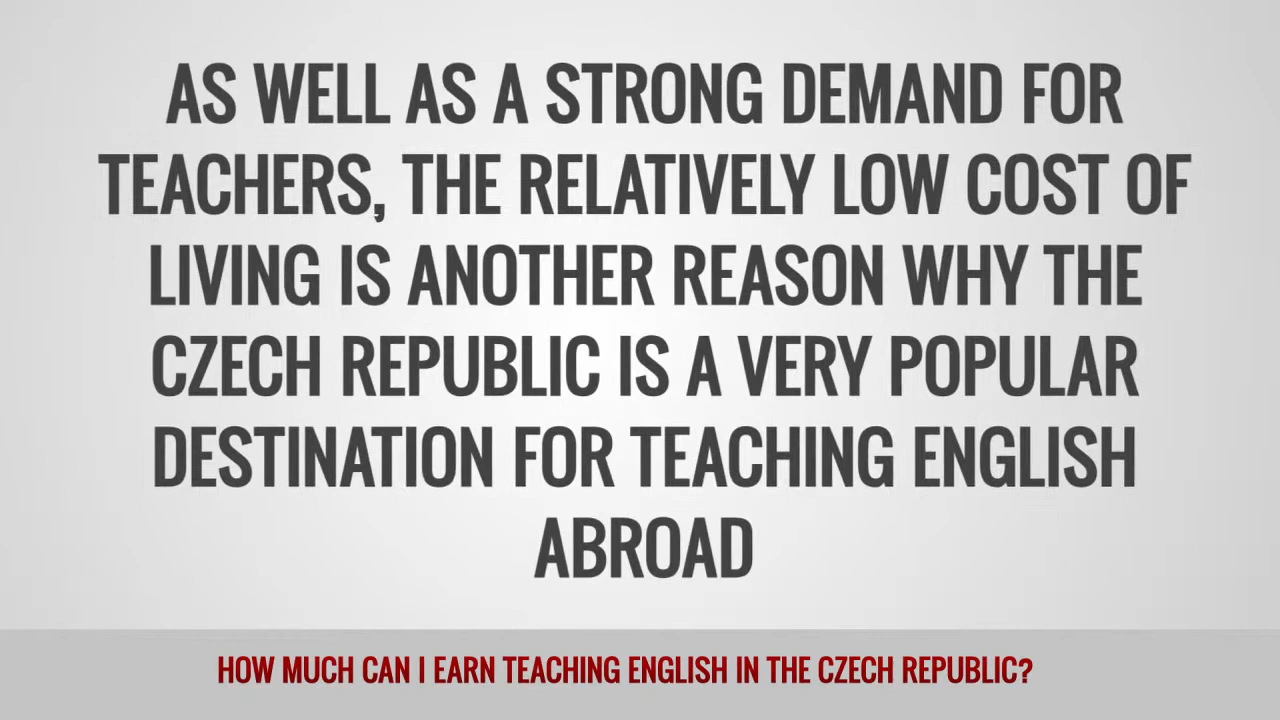 AS WELL AS A STRONG DEMAND FOR
TEACHERS, THE RELATIVELY LOW COST OF
LIVING IS ANOTHER REASON WHY THE
CZECH REPUBLIC IS A VERY POPULAR
DESTINATION FOR TEACHING ENGLISH
ABROAD
HOW MUCH CAN I EARN TEACHING ENGLISH IN THE CZECH REPUBLIC?